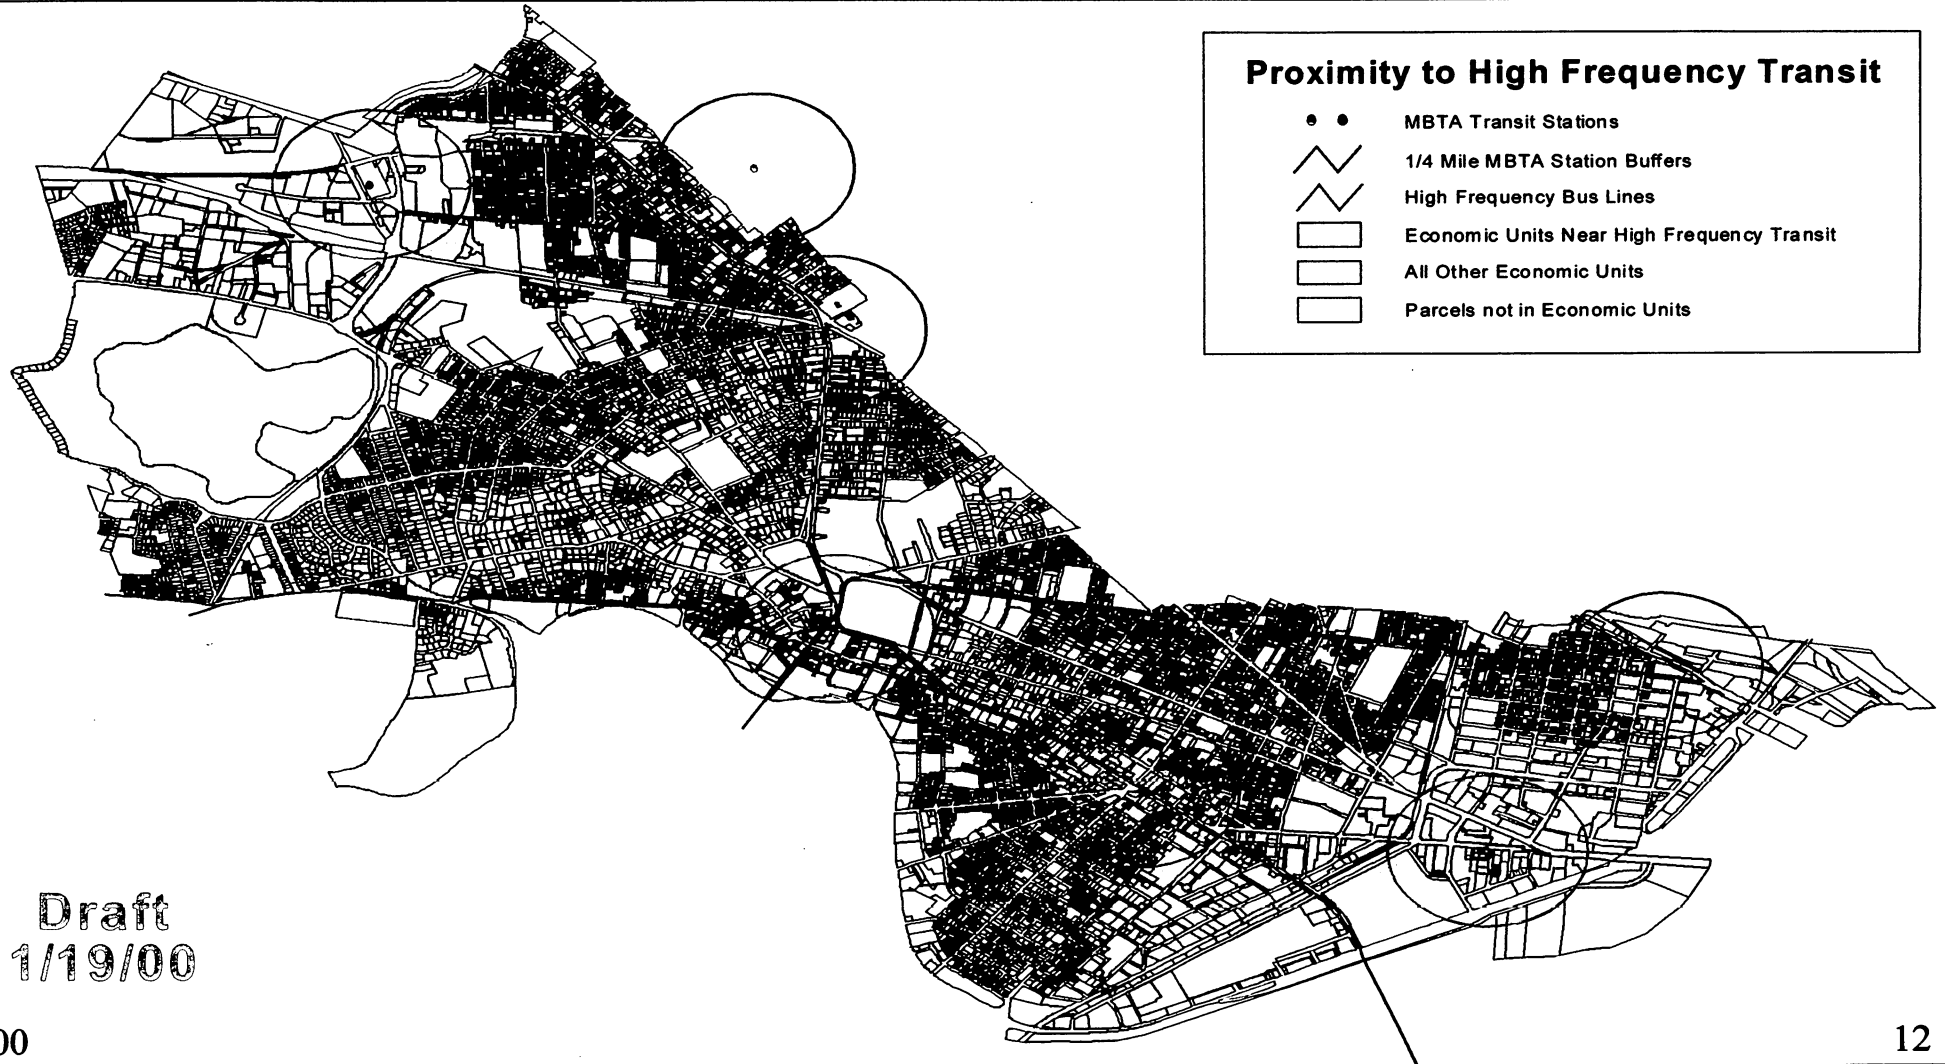 Proximity to High Frequency Transit
MBTA Transit Stations
1/4 Mile MBTA Station Buffers
High Frequency Bus Lines
Economic Units Near High Frequency Transit
All Other Economic Units
Parcels not in Economic Units
Draft
1/19/00
00
12